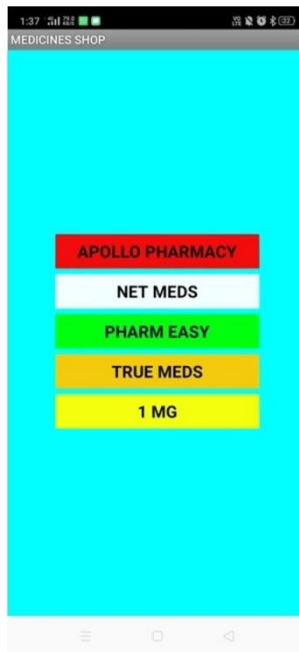 1:37
MEDICINES SHOP
APOLLO PHARMACY
NET MEDS
PHARM EASY
TRUE MEDS
1 MG